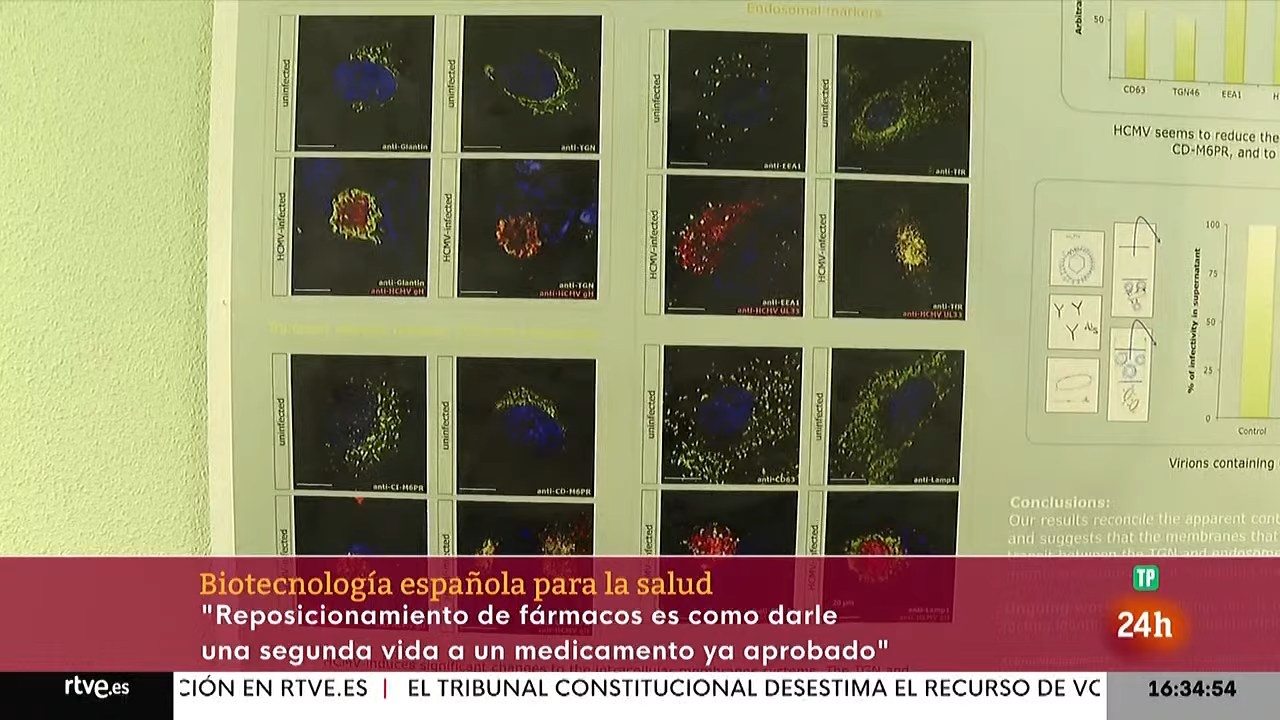 Endosomal markers
uninfected
anti-Giantin
uninfected
anti-TGN
uninfected
anti-EEA1
uninfected
anti-TfR
HCMV-infected
anti-Giantin
anti-HCMV gH
HCMV-infected
anti-TGN
anti-HCMV gH
HCMV-infected
anti-EEA1
anti-HCMV UL33
HCMV-infected
anti-TfR
anti-HCMV UL33
uninfected
anti-CI-M6PR
uninfected
anti-CD-M6PR
uninfected
anti-CD63
uninfected
anti-Lamp1
50
CD63
TGN46
EEA1
HCMV seems to reduce the
CD-M6PR, and to
% of infectivity in supernatant
100
75
50
25
0
Control
Virions containing
Conclusions:
Our results reconcile the apparent
and suggests that the membranes that
Biotecnología española para la salud
"Reposicionamiento de fármacos es como darle
una segunda vida a un medicamento ya aprobado"
TP
24h
rtve.es
CIÓN EN RTVE.ES | EL TRIBUNAL CONSTITUCIONAL DESESTIMA EL RECURSO DE VO
16:34:54